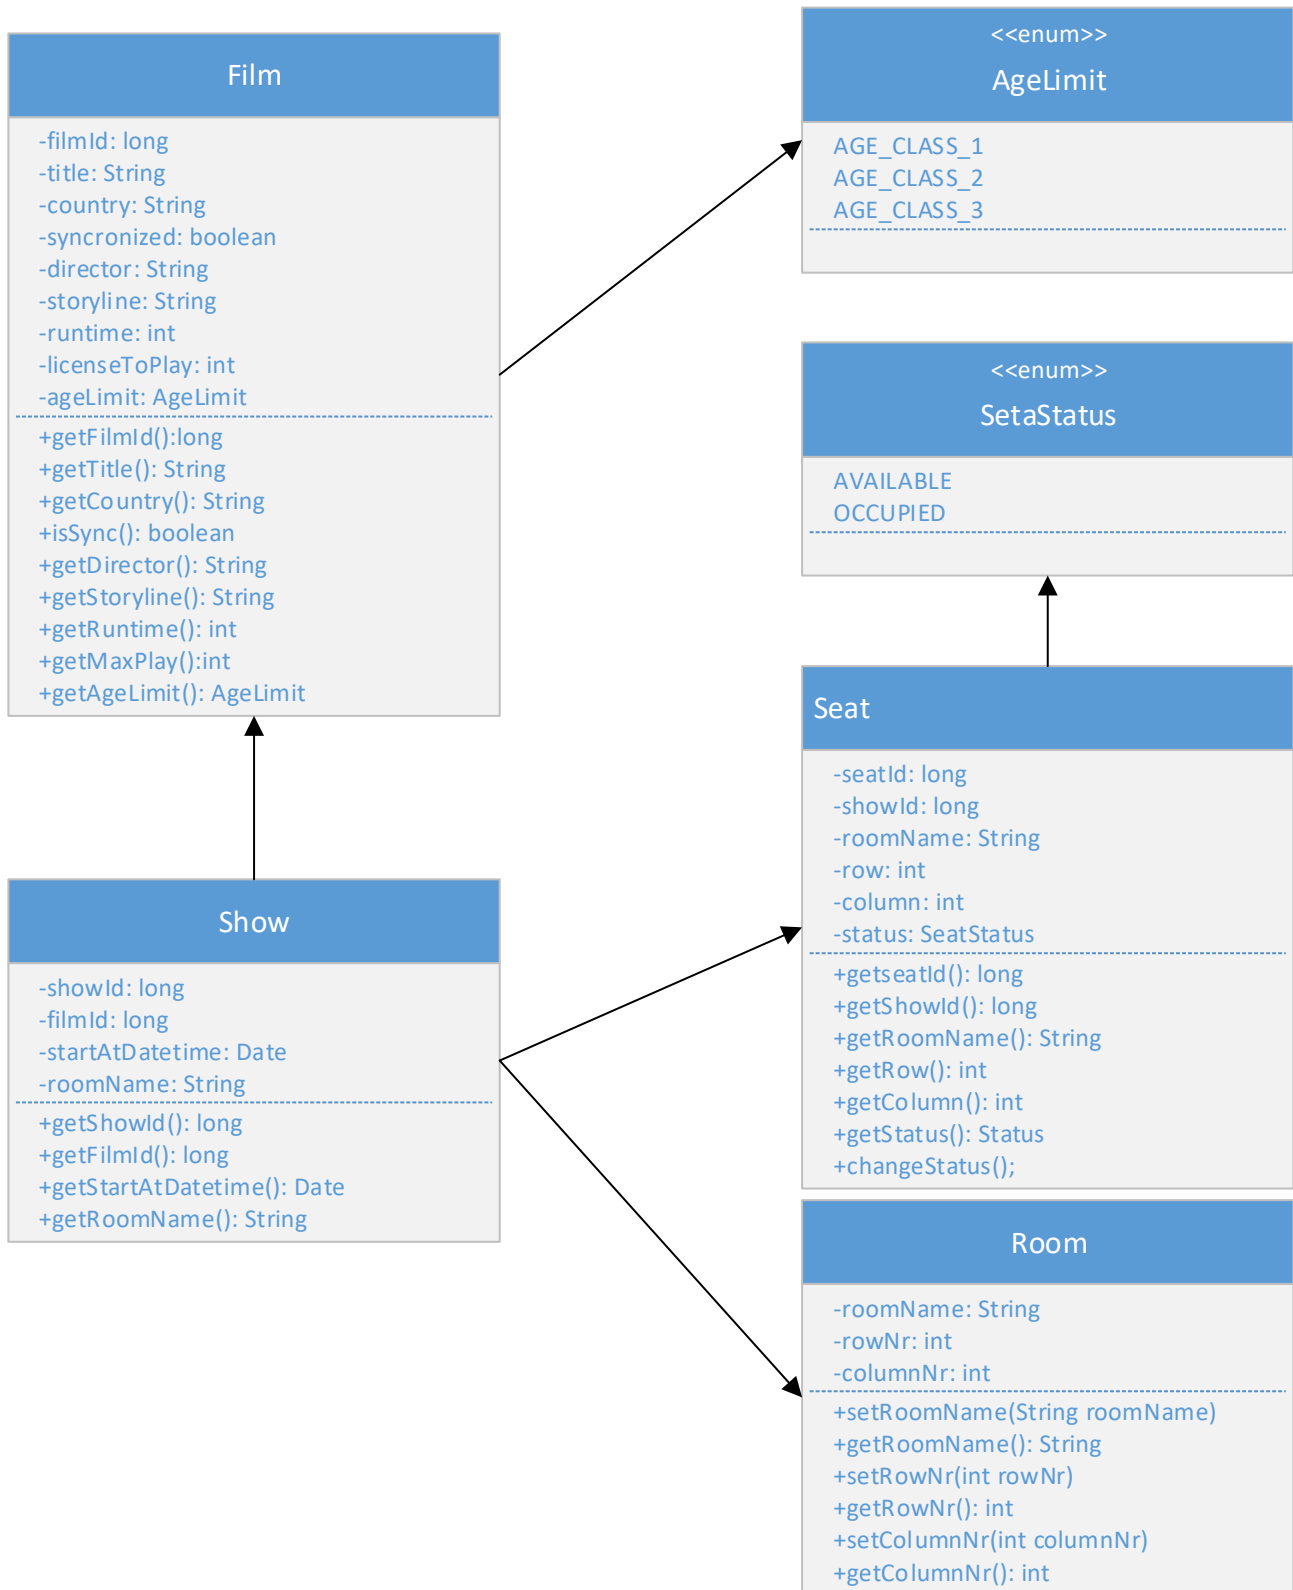 Film
-filmId: long
-title: String
-country: String
-syncronized: boolean
-director: String
-storyline: String
-runtime: int
-licenseToPlay: int
-ageLimit: AgeLimit
+getFilmId():long
+getTitle(): String
+getCountry(): String
+isSync(): boolean
+getDirector(): String
+getStoryline(): String
+getRuntime(): int
+getMaxPlay():int
+getAgeLimit(): AgeLimit
<<enum>>
AgeLimit
AGE_CLASS_1
AGE_CLASS_2
AGE_CLASS_3
<<enum>>
SetaStatus
AVAILABLE
OCCUPIED
Seat
-seatId: long
-showId: long
-roomName: String
-row: int
-column: int
-status: SeatStatus
+getseatId(): long
+getShowId(): long
+getRoomName(): String
+getRow(): int
+getColumn(): int
+getStatus(): Status
+changeStatus();
Show
-showId: long
-filmId: long
-startAtDatetime: Date
-roomName: String
+getShowId(): long
+getFilmId(): long
+getStartAtDatetime(): Date
+getRoomName(): String
Room
-roomName: String
-rowNr: int
-columnNr: int
+setRoomName(String roomName)
+getRoomName(): String
+setRowNr(int rowNr)
+getRowNr(): int
+setColumnNr(int columnNr)
+getColumnNr(): int